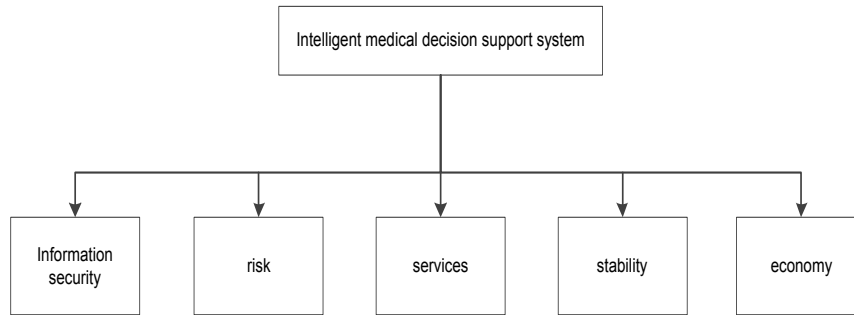 Intelligent medical decision support system
Information
security
risk
services
stability
economy